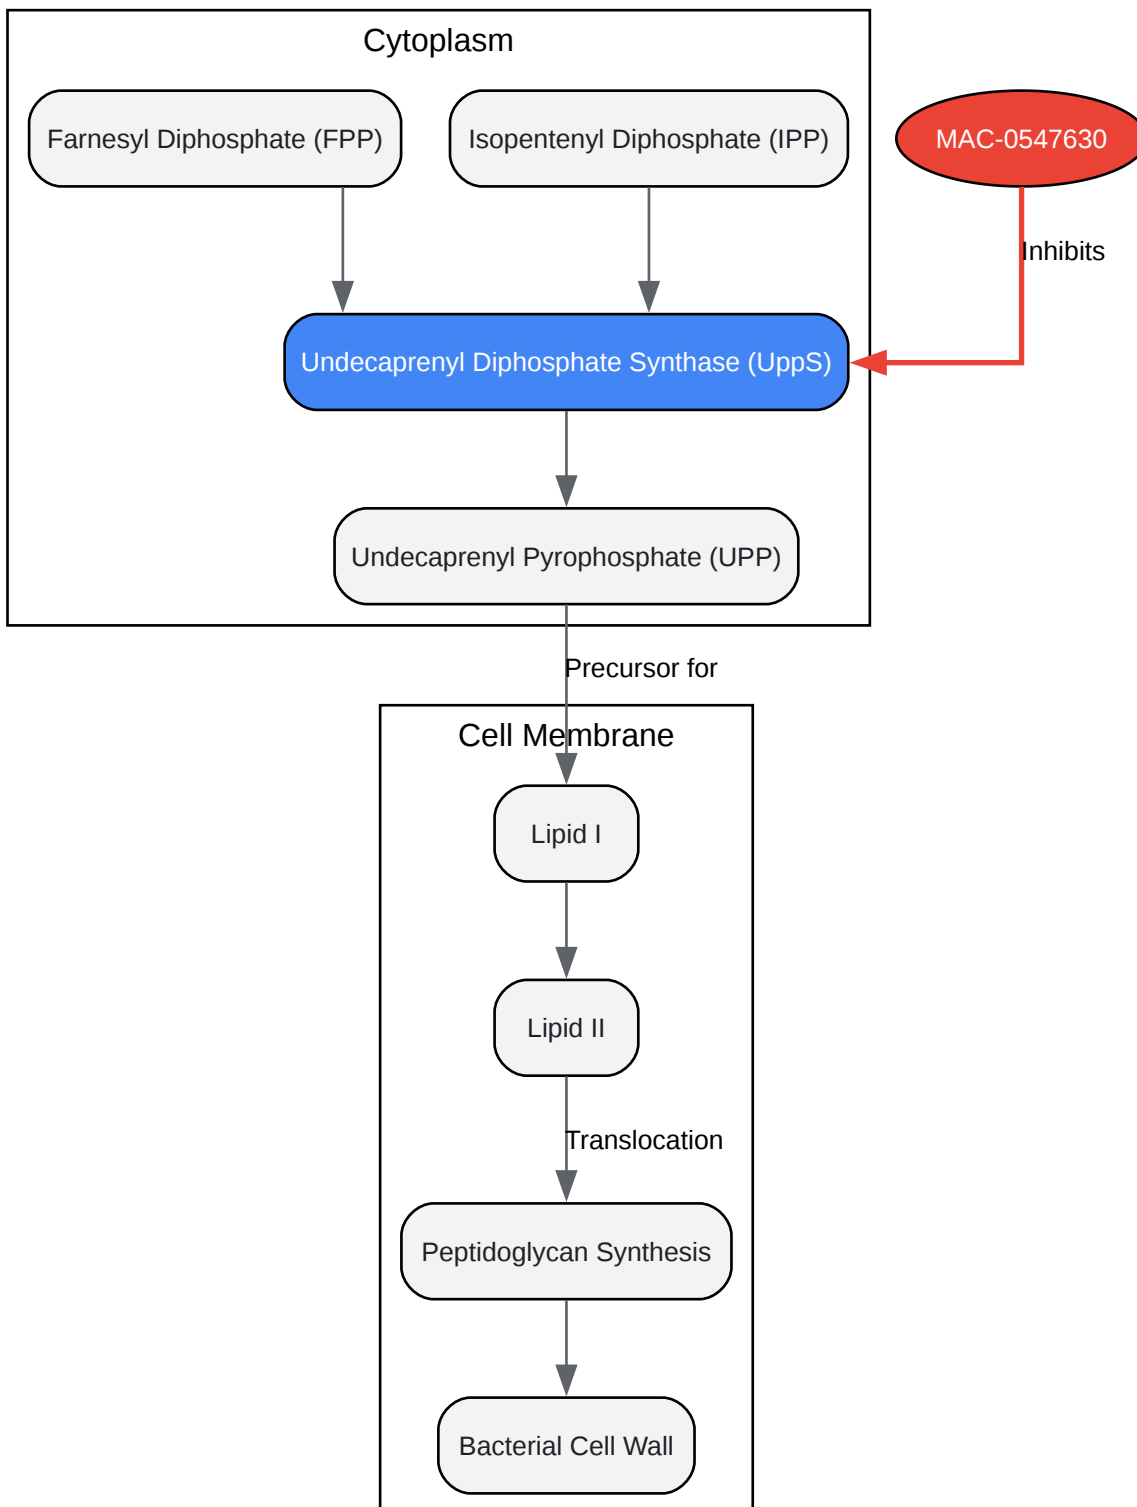 Cytoplasm
Farnesyl Diphosphate (FPP)
Isopentenyl Diphosphate (IPP)
MAC-0547630
Inhibits
Undecaprenyl Diphosphate Synthase (UppS)
Undecaprenyl Pyrophosphate (UPP)
Precursor for
Cell Membrane
Lipid I
Lipid II
Translocation
Peptidoglycan Synthesis
Bacterial Cell Wall